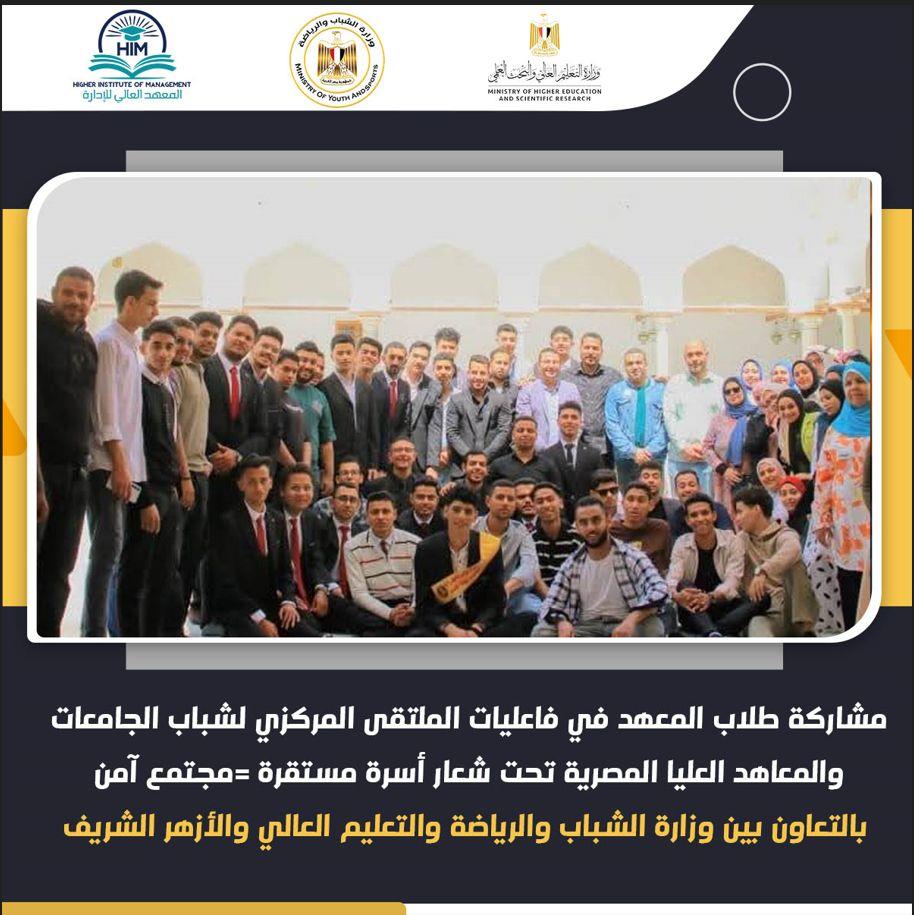 HIM
HIGHER INSTITUTE OF MANAGEMENT
المعهد العالي للإدارة
وزارة الشباب والرياضة
MINISTRY OF YOUTH AND SPORTS
وزارة التعليم العالي والبحث العلمي
MINISTRY OF HIGHER EDUCATION
AND SCIENTIFIC RESEARCH
مشاركة طلاب المعهد في فاعليات الملتقى المركزي لشباب الجامعات
والمعاهد العليا المصرية تحت شعار أسرة مستقرة =مجتمع آمن
بالتعاون بين وزارة الشباب والرياضة والتعليم العالي والأزهر الشريف